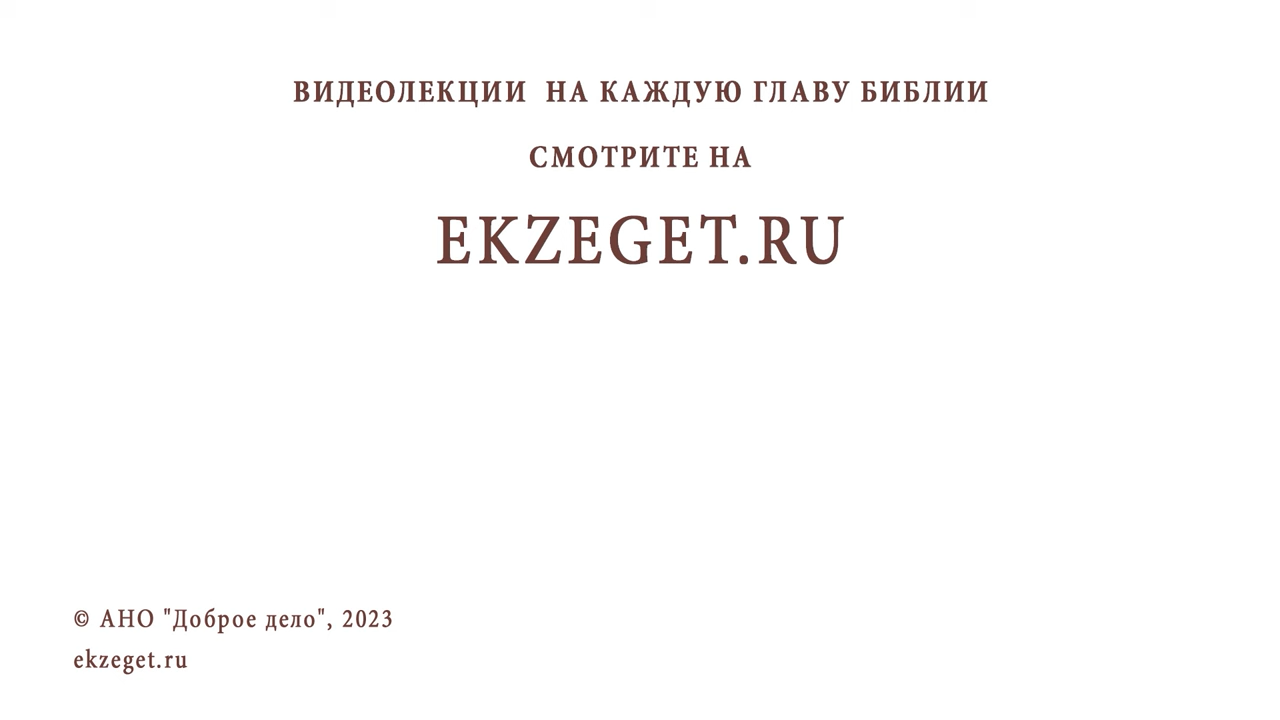 ВИДЕОЛЕКЦИИ НА КАЖДУЮ ГЛАВУ БИБЛИИ
СМОТРИТЕ НА
EKZEGET.RU
© АНО "Доброе дело", 2023
ekzeget.ru